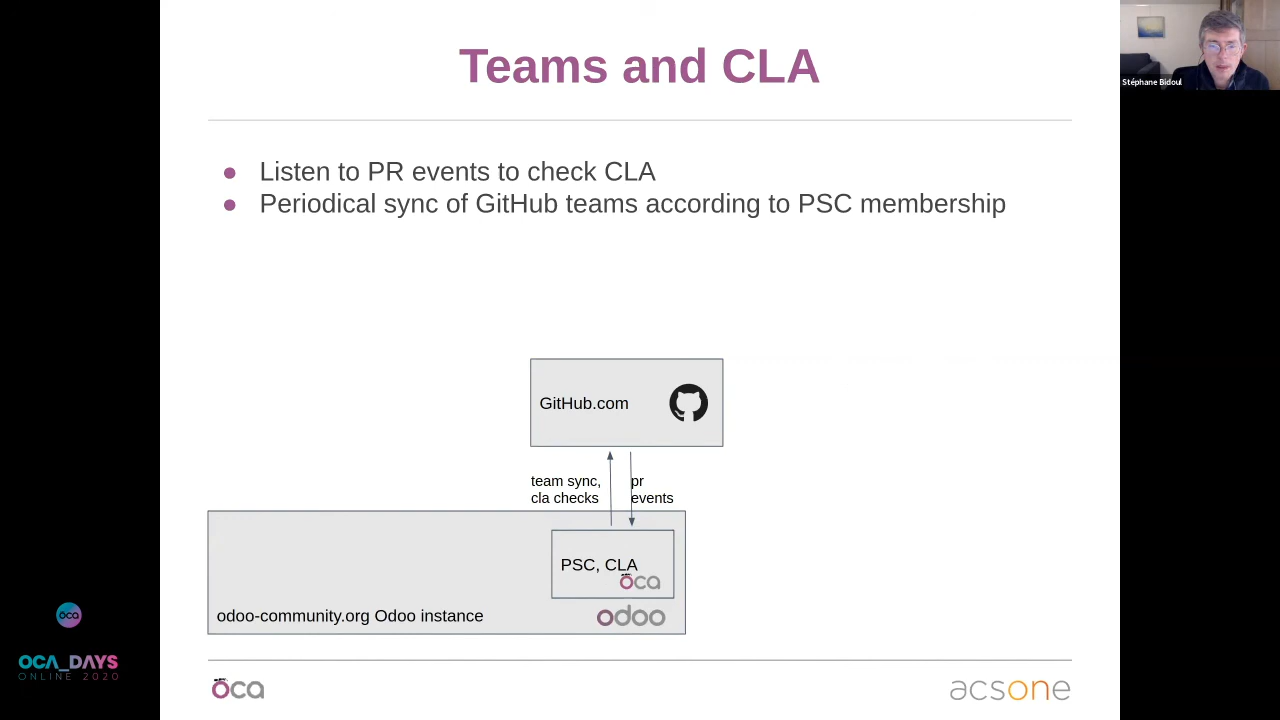 Teams and CLA
Stéphane Bidoul
● Listen to PR events to check CLA
● Periodical sync of GitHub teams according to PSC membership
GitHub.com
team sync,
cla checks
pr
events
PSC, CLA
oca
odoo-community.org Odoo instance
odoo
oca
OCA_DAYS
ONLINE 2020
oca
acsone